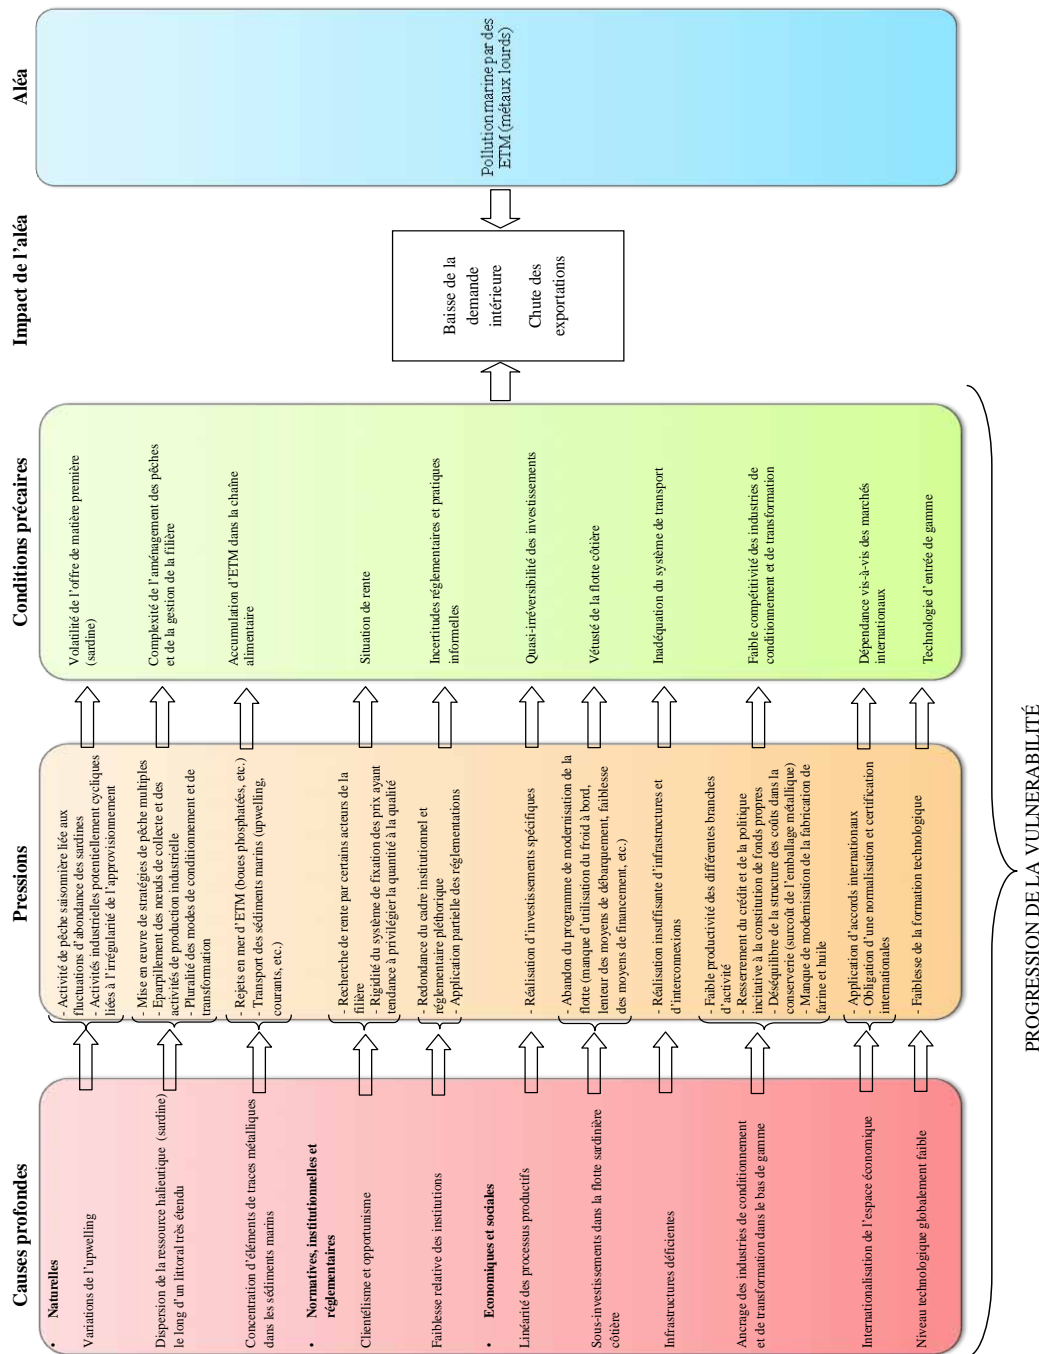 Causes profondes
• Naturelles
Variations de l'upwelling
Dispersion de la ressource halieutique (sardine)
le long d'un littoral très étendu
Concentration d'éléments de traces métalliques
dans les sédiments marins
• Normatives, institutionnelles et
réglementaires
Clientélisme et opportunisme
Faiblesse relative des institutions
• Economiques et sociales
Linéarité des processus productifs
Sous-investissements dans la flotte sardinière
côtière
Infrastructures déficientes
Ancrage des industries de conditionnement
et de transformation dans le bas de gamme
Internationalisation de l'espace économique
Niveau technologique globalement faible
Pressions
- Activité de pêche saisonnière liée aux
fluctuations d'abondance des sardines
- Activités industrielles potentiellement cycliques
liées à l'irrégularité de l'approvisionnement
- Mise en œuvre de stratégies de pêche multiples
- Eparpillement des nœuds de collecte et des
activités de production industrielle
- Pluralité des modes de conditionnement et de
transformation
- Rejets en mer d'ETM (boues phosphatées, etc.)
- Transport des sédiments marins (upwelling,
courants, etc.)
- Recherche de rente par certains acteurs de la
filière
- Rigidité du système de fixation des prix ayant
tendance à privilégier la quantité à la qualité
- Redondance du cadre institutionnel et
réglementaire pléthorique
- Application partielle des réglementations
- Réalisation d'investissements spécifiques
- Abandon du programme de modernisation de la
flotte (manque d'utilisation du froid à bord,
lenteur des moyens de débarquement, faiblesse
des moyens de financement, etc.)
- Réalisation insuffisante d'infrastructures et
d'interconnexions
- Faible productivité des différentes branches
d'activité
- Resserrement du crédit et de la politique
incitative à la constitution de fonds propres
- Déséquilibre de la structure des coûts dans la
conserverie (surcoût de l'emballage métallique)
- Manque de modernisation de la fabrication de
farine et huile
- Application d'accords internationaux
- Obligation d'une normalisation et certification
internationales
- Faiblesse de la formation technologique
Conditions précaires
Volatilité de l'offre de matière première
(sardine)
Complexité de l'aménagement des pêches
et de la gestion de la filière
Accumulation d'ETM dans la chaîne
alimentaire
Situation de rente
Incertitudes réglementaires et pratiques
informelles
Quasi-irréversibilité des investissements
Vétusté de la flotte côtière
Inadéquation du système de transport
Faible compétitivité des industries de
conditionnement et de transformation
Dépendance vis-à-vis des marchés
internationaux
Technologie d'entrée de gamme
Impact de l'aléa
Baisse de la
demande
intérieure
Chute des
exportations
Aléa
Pollution marine par des
ETM (métaux lourds)
PROGRESSION DE LA VULNERABILITÉ